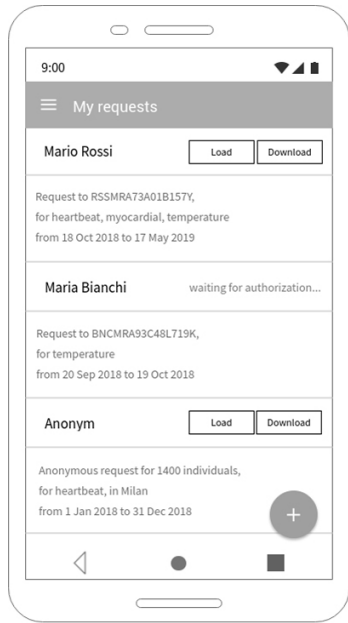 9:00
My requests
Mario Rossi Load Download
Request to RSSMRA73A01B157Y,
for heartbeat, myocardial, temperature
from 18 Oct 2018 to 17 May 2019
Maria Bianchi waiting for authorization...
Request to BNCMRA93C48L719K,
for temperature
from 20 Sep 2018 to 19 Oct 2018
Anonym Load Download
Anonymous request for 1400 individuals,
for heartbeat, in Milan
from 1 Jan 2018 to 31 Dec 2018
+